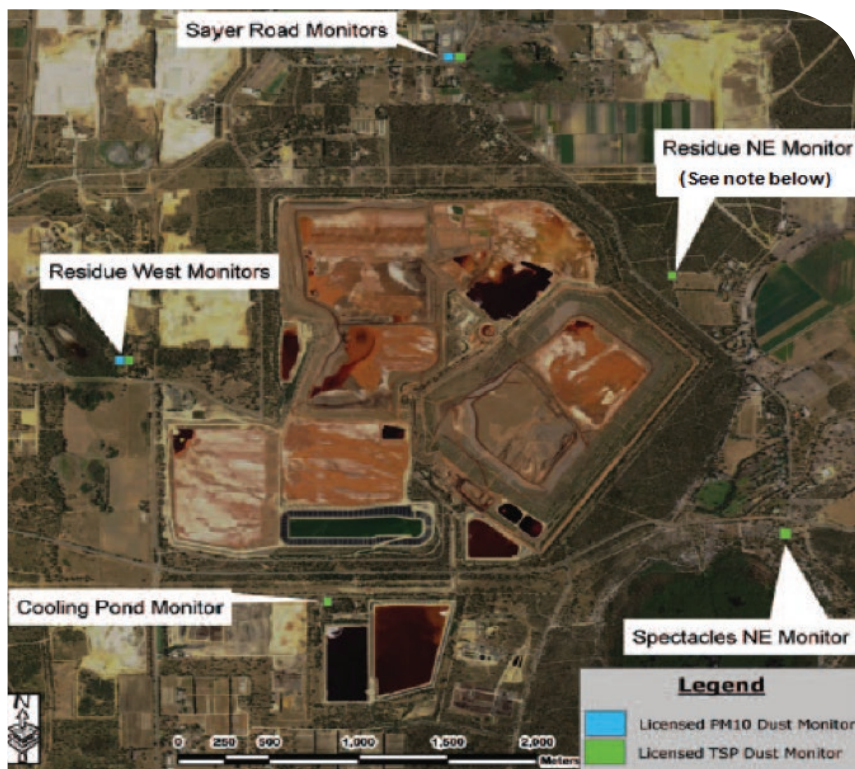 Sayer Road Monitors
Residue NE Monitor
(See note below)
Residue West Monitors
Cooling Pond Monitor
Spectacles NE Monitor
Legend
Licensed PM10 Dust Monitor
Licensed TSP Dust Monitor
N
0 250 500 1,000 1,500 2,000
Meters